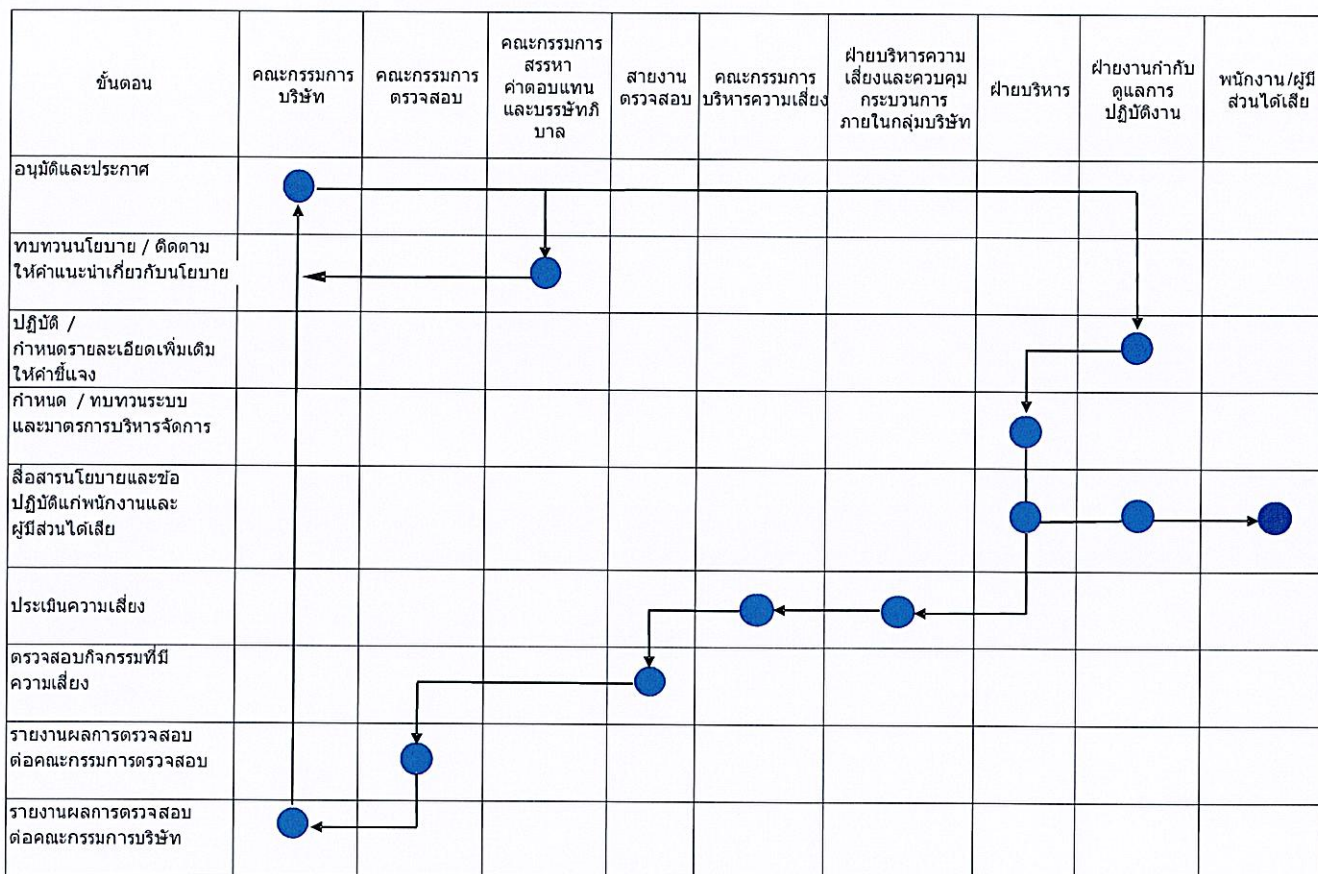 ขั้นตอน
คณะกรรมการ
บริษัท
คณะกรรมการ
ตรวจสอบ
คณะกรรมการ
สรรหา
ค่าตอบแทน
และบรรษัทภิ
บาล
สายงาน
ตรวจสอบ
คณะกรรมการ
บริหารความเสี่ยง
ฝ่ายบริหารความ
เสี่ยงและควบคุม
กระบวนการ
ภายในกลุ่มบริษัท
ฝ่ายบริหาร
ฝ่ายงานกำกับ
ดูแลการ
ปฏิบัติงาน
พนักงาน/ผู้มี
ส่วนได้เสีย
อนุมัติและประกาศ
ทบทวนนโยบาย / ติดตาม
ให้คำแนะนำเกี่ยวกับนโยบาย
ปฏิบัติ /
กำหนดรายละเอียดเพิ่มเติม
ให้คำชี้แจง
กำหนด / ทบทวนระบบ
และมาตรการบริหารจัดการ
สื่อสารนโยบายและข้อ
ปฏิบัติแก่พนักงานและ
ผู้มีส่วนได้เสีย
ประเมินความเสี่ยง
ตรวจสอบกิจกรรมที่มี
ความเสี่ยง
รายงานผลการตรวจสอบ
ต่อคณะกรรมการตรวจสอบ
รายงานผลการตรวจสอบ
ต่อคณะกรรมการบริษัท